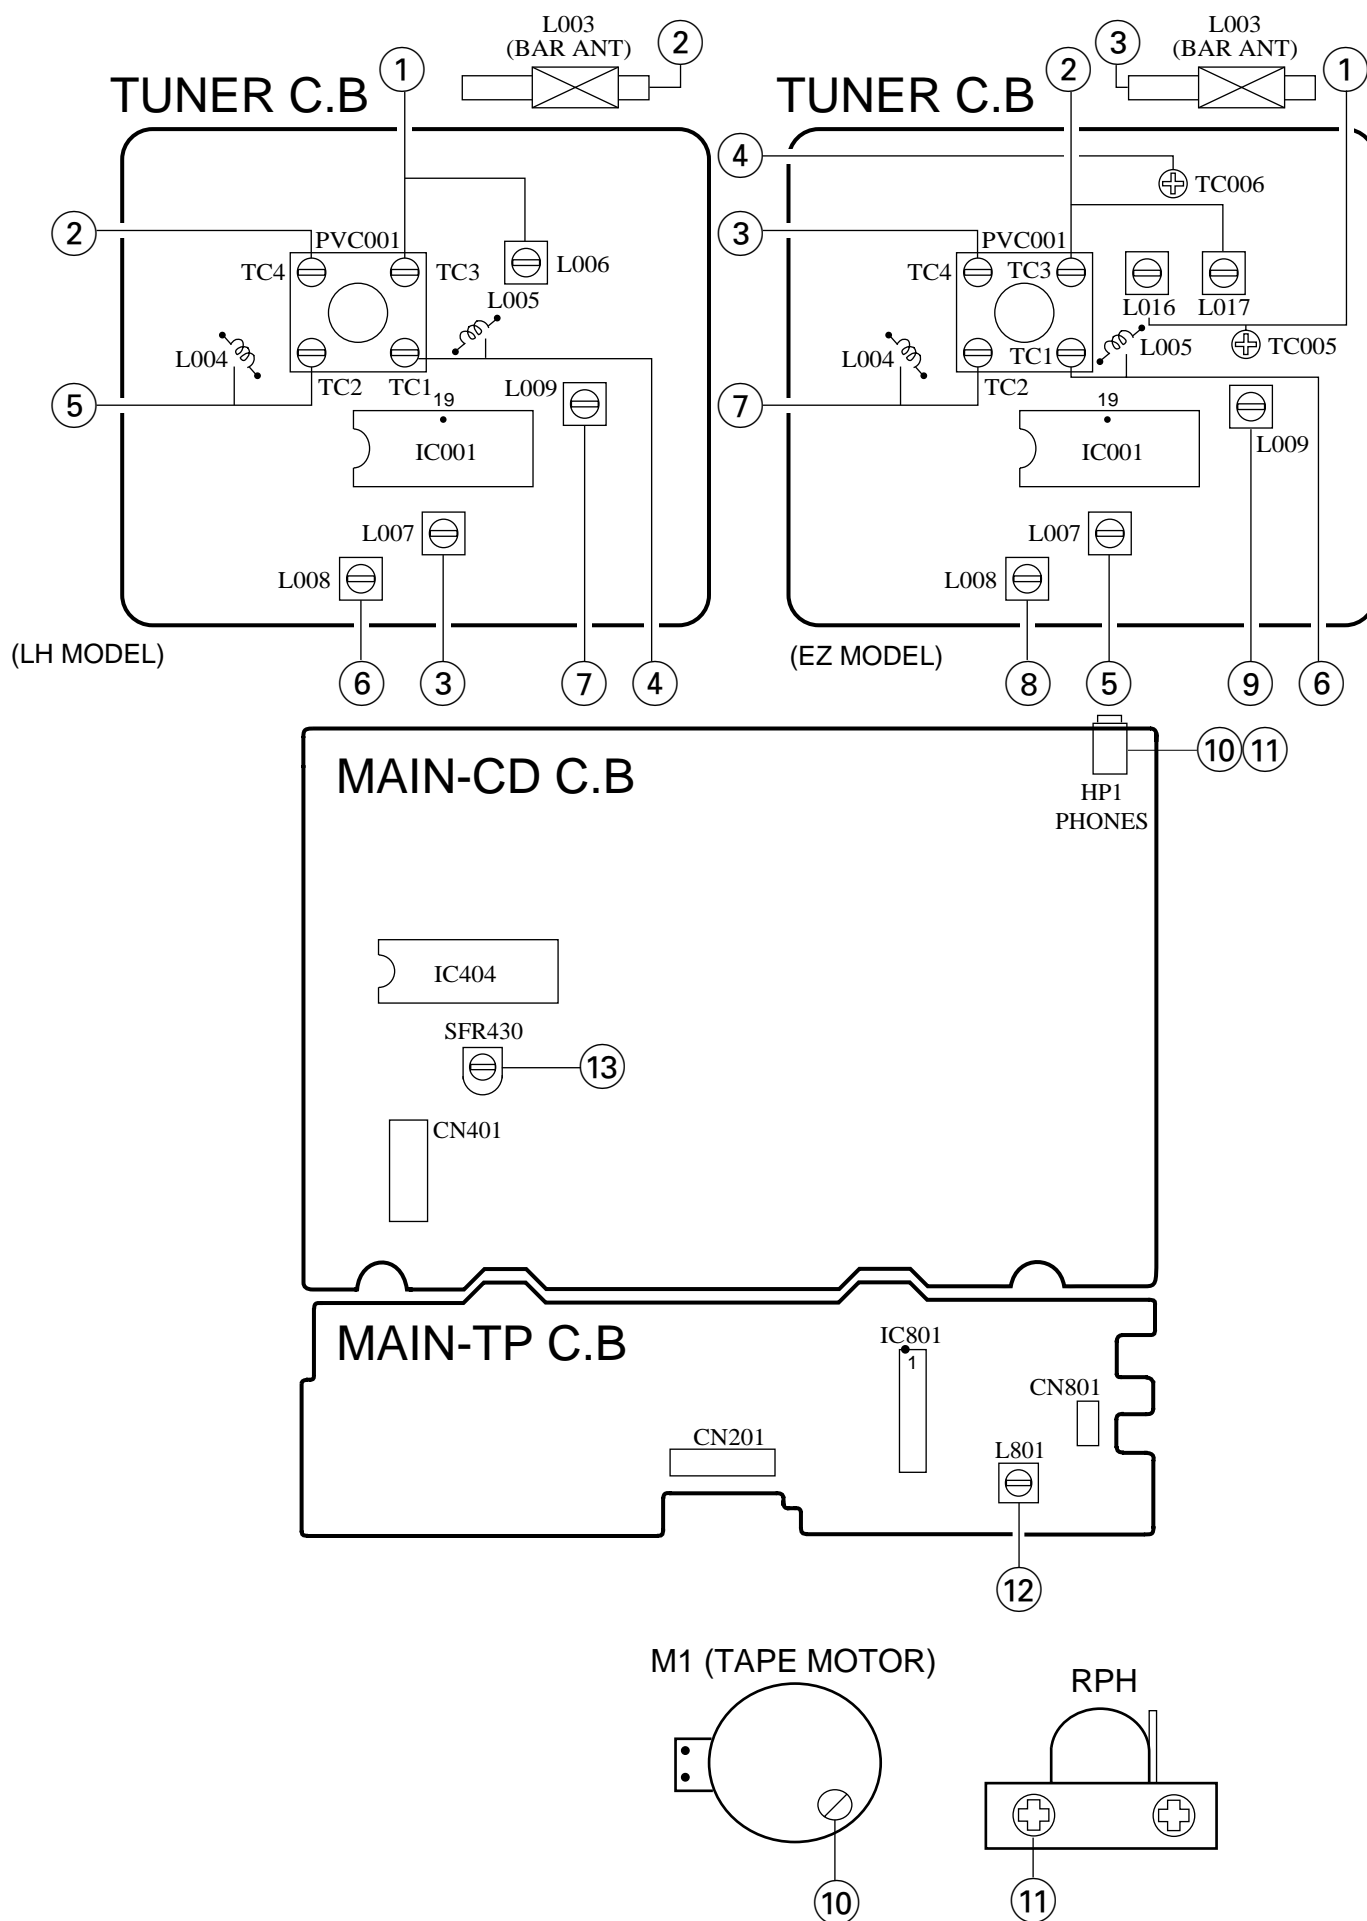 L003
(BAR ANT)
2
1
TUNER C.B
2
PVC001
TC4
TC3
L006
L005
L004
TC2
TC1
5
19
L009
IC001
L007
L008
(LH MODEL)
6
3
7
4
L003
(BAR ANT)
3
2
1
TUNER C.B
4
TC006
3
PVC001
TC4
TC3
L016
L017
L004
TC1
L005
TC005
TC2
7
19
L009
IC001
L007
L008
(EZ MODEL)
8
5
9
6
MAIN-CD C.B
10
11
HP1
PHONES
IC404
SFR430
13
CN401
MAIN-TP C.B
IC801
1
CN801
CN201
L801
12
M1 (TAPE MOTOR)
RPH
10
11